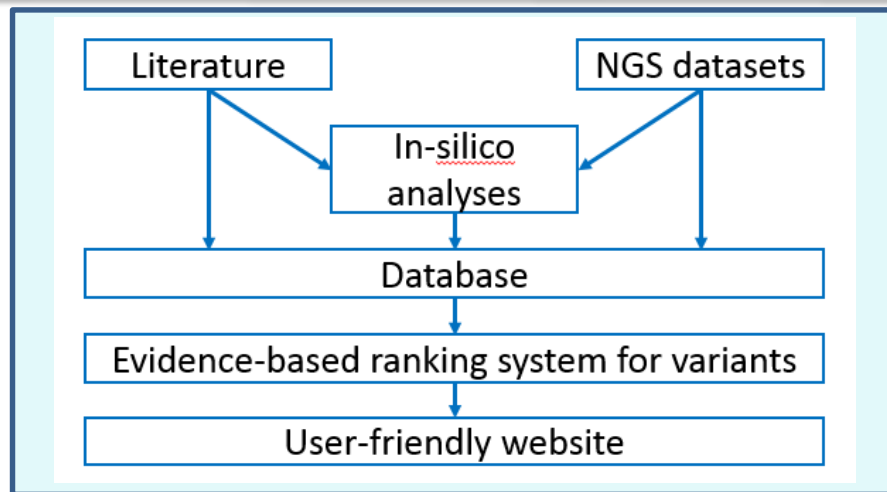 Literature
NGS datasets
In-silico
analyses
Database
Evidence-based ranking system for variants
User-friendly website